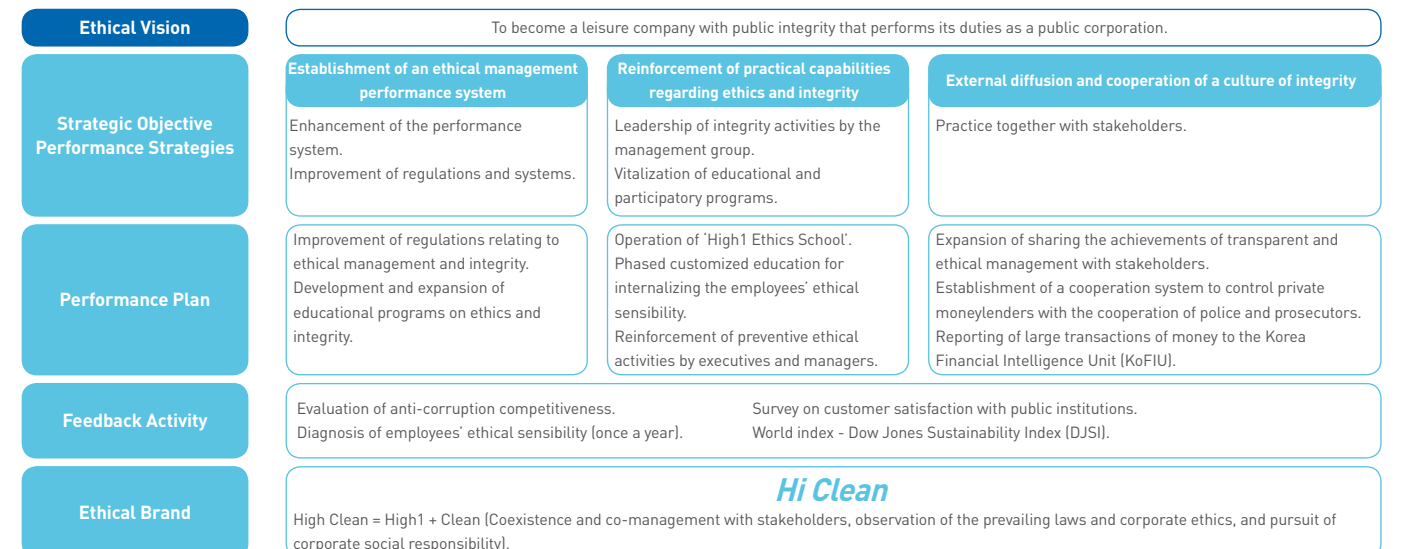 Ethical Vision
To become a leisure company with public integrity that performs its duties as a public corporation.
Strategic Objective
Performance Strategies
Establishment of an ethical management
performance system
Enhancement of the performance
system.
Improvement of regulations and systems.
Reinforcement of practical capabilities
regarding ethics and integrity
Leadership of integrity activities by the
management group.
Vitalization of educational and
participatory programs.
External diffusion and cooperation of a culture of integrity
Practice together with stakeholders.
Performance Plan
Improvement of regulations relating to
ethical management and integrity.
Development and expansion of
educational programs on ethics and
integrity.
Operation of ‘High1 Ethics School’.
Phased customized education for
internalizing the employees’ ethical
sensibility.
Reinforcement of preventive ethical
activities by executives and managers.
Expansion of sharing the achievements of transparent and
ethical management with stakeholders.
Establishment of a cooperation system to control private
moneylenders with the cooperation of police and prosecutors.
Reporting of large transactions of money to the Korea
Financial Intelligence Unit (KoFIU).
Feedback Activity
Evaluation of anti-corruption competitiveness.
Diagnosis of employees’ ethical sensibility (once a year).
Survey on customer satisfaction with public institutions.
World index - Dow Jones Sustainability Index (DJSI).
Ethical Brand
Hi Clean
High Clean = High1 + Clean (Coexistence and co-management with stakeholders, observation of the prevailing laws and corporate ethics, and pursuit of
corporate social responsibility).